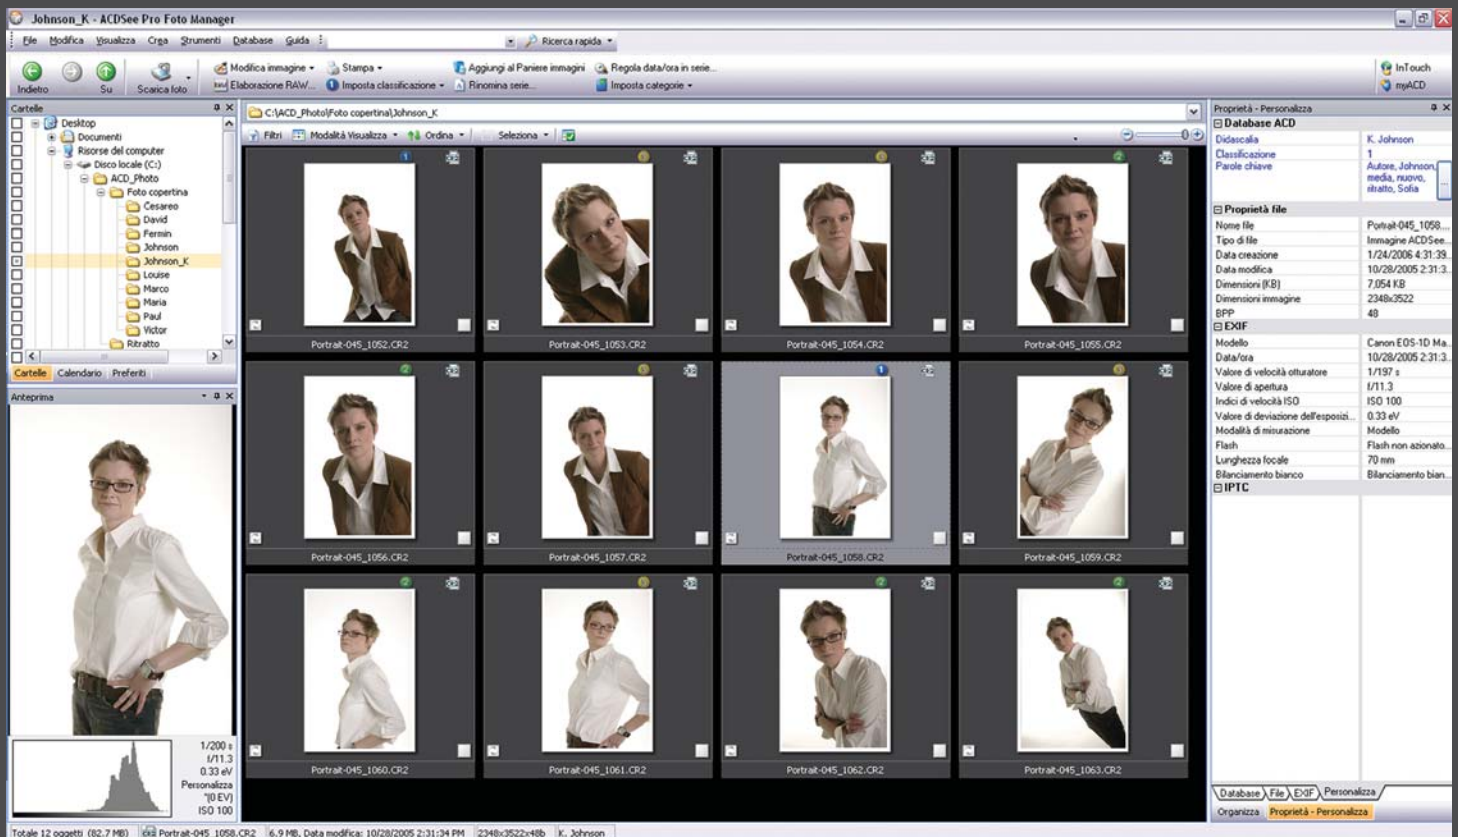 Johnson_K - ACDSee Pro Foto Manager
File Modifica Visualizza Crea Strumenti Database Guida Ricerca rapida
Indietro Su Scarica foto
Modifica immagine Stampa Aggiungi al Paniere immagini Regola data/ora in serie...
Elaborazione RAW... Imposta classificazione Rinomina serie... Imposta categorie
InTouch
myACD
Cartelle
Desktop
Documenti
Risorse del computer
Disco locale (C:)
ACD_Photo
Foto copertina
Cesareo
David
Fermin
Johnson
Johnson_K
Louise
Marco
Maria
Paul
Victor
Ritratto
Cartelle Calendario Preferiti
Anteprima
1/200 s
f/11.3
0.33 eV
Personalizza
"(0 EV)
ISO 100
C:\ACD_Photo\Foto copertina\Johnson_K
Filtri Modalità Visualizza Ordina Seleziona
1 2
Portrait-045_1052.CR2 Portrait-045_1053.CR2 Portrait-045_1054.CR2 Portrait-045_1055.CR2
2 1
Portrait-045_1056.CR2 Portrait-045_1057.CR2 Portrait-045_1058.CR2 Portrait-045_1059.CR2
2 2 2
Portrait-045_1060.CR2 Portrait-045_1061.CR2 Portrait-045_1062.CR2 Portrait-045_1063.CR2
Proprietà - Personalizza
Database ACD
Didascalia K. Johnson
Classificazione 1
Parole chiave Autore, Johnson,
media, nuovo,
ritratto, Sofia
...
Proprietà file
Nome file Portrait-045_1058....
Tipo di file Immagine ACDSee...
Data creazione 1/24/2006 4:31:39...
Data modifica 10/28/2005 2:31:3...
Dimensioni (KB) 7,054 KB
Dimensioni immagine 2348x3522
BPP 48
EXIF
Modello Canon EOS-1D Ma...
Data/ora 10/28/2005 2:31:3...
Valore di velocità otturatore 1/197 s
Valore di apertura f/11.3
Indici di velocità ISO ISO 100
Valore di deviazione dell'esposizi... 0.33 eV
Modalità di misurazione Modello
Flash Flash non azionato...
Lunghezza focale 70 mm
Bilanciamento bianco Bilanciamento bian...
IPTC
Database File EXIF Personalizza
Organizza Proprietà - Personalizza
Totale 12 oggetti (82.7 MB) Portrait-045_1058.CR2 6.9 MB, Data modifica: 10/28/2005 2:31:34 PM 2348x3522x48b K. Johnson